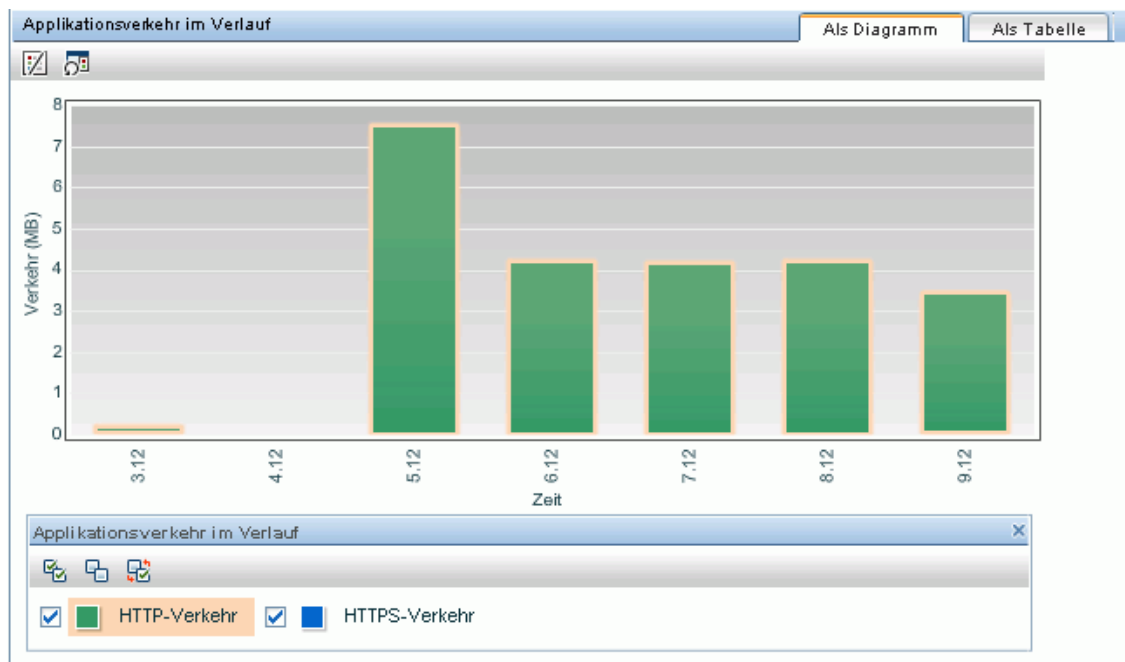 Applikationsverkehr im Verlauf
Als Diagramm
Als Tabelle
8
7
6
5
4
3
2
1
0
Verkehr (MB)
3.12
4.12
5.12
6.12
7.12
8.12
9.12
Zeit
Applikationsverkehr im Verlauf
HTTP-Verkehr
HTTPS-Verkehr